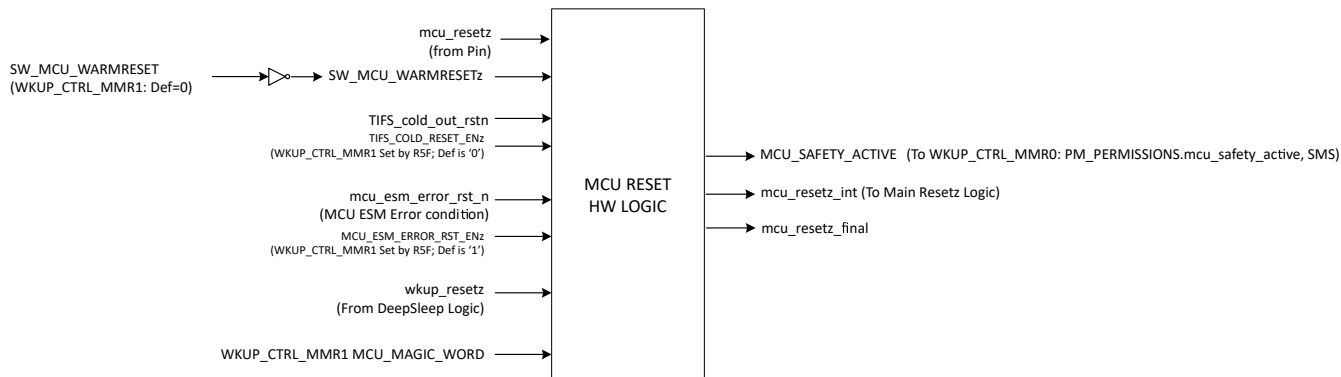 mcu_resetz
(from Pin)
SW_MCU_WARMRESET
(WKUP_CTRL_MMR1: Def=0)
SW_MCU_WARMRESETz
TIFS_cold_out_rstn
TIFS_COLD_RESET_ENz
(WKUP_CTRL_MMR1 Set by R5F; Def is ‘0’)
mcu_esm_error_rst_n
(MCU ESM Error condition)
MCU_ESM_ERROR_RST_ENz
(WKUP_CTRL_MMR1 Set by R5F; Def is ‘1’)
wkup_resetz
(From DeepSleep Logic)
WKUP_CTRL_MMR1 MCU_MAGIC_WORD
MCU RESET
HW LOGIC
MCU_SAFETY_ACTIVE (To WKUP_CTRL_MMR0: PM_PERMISSIONS.mcu_safety_active, SMS)
mcu_resetz_int (To Main Resetz Logic)
mcu_resetz_final